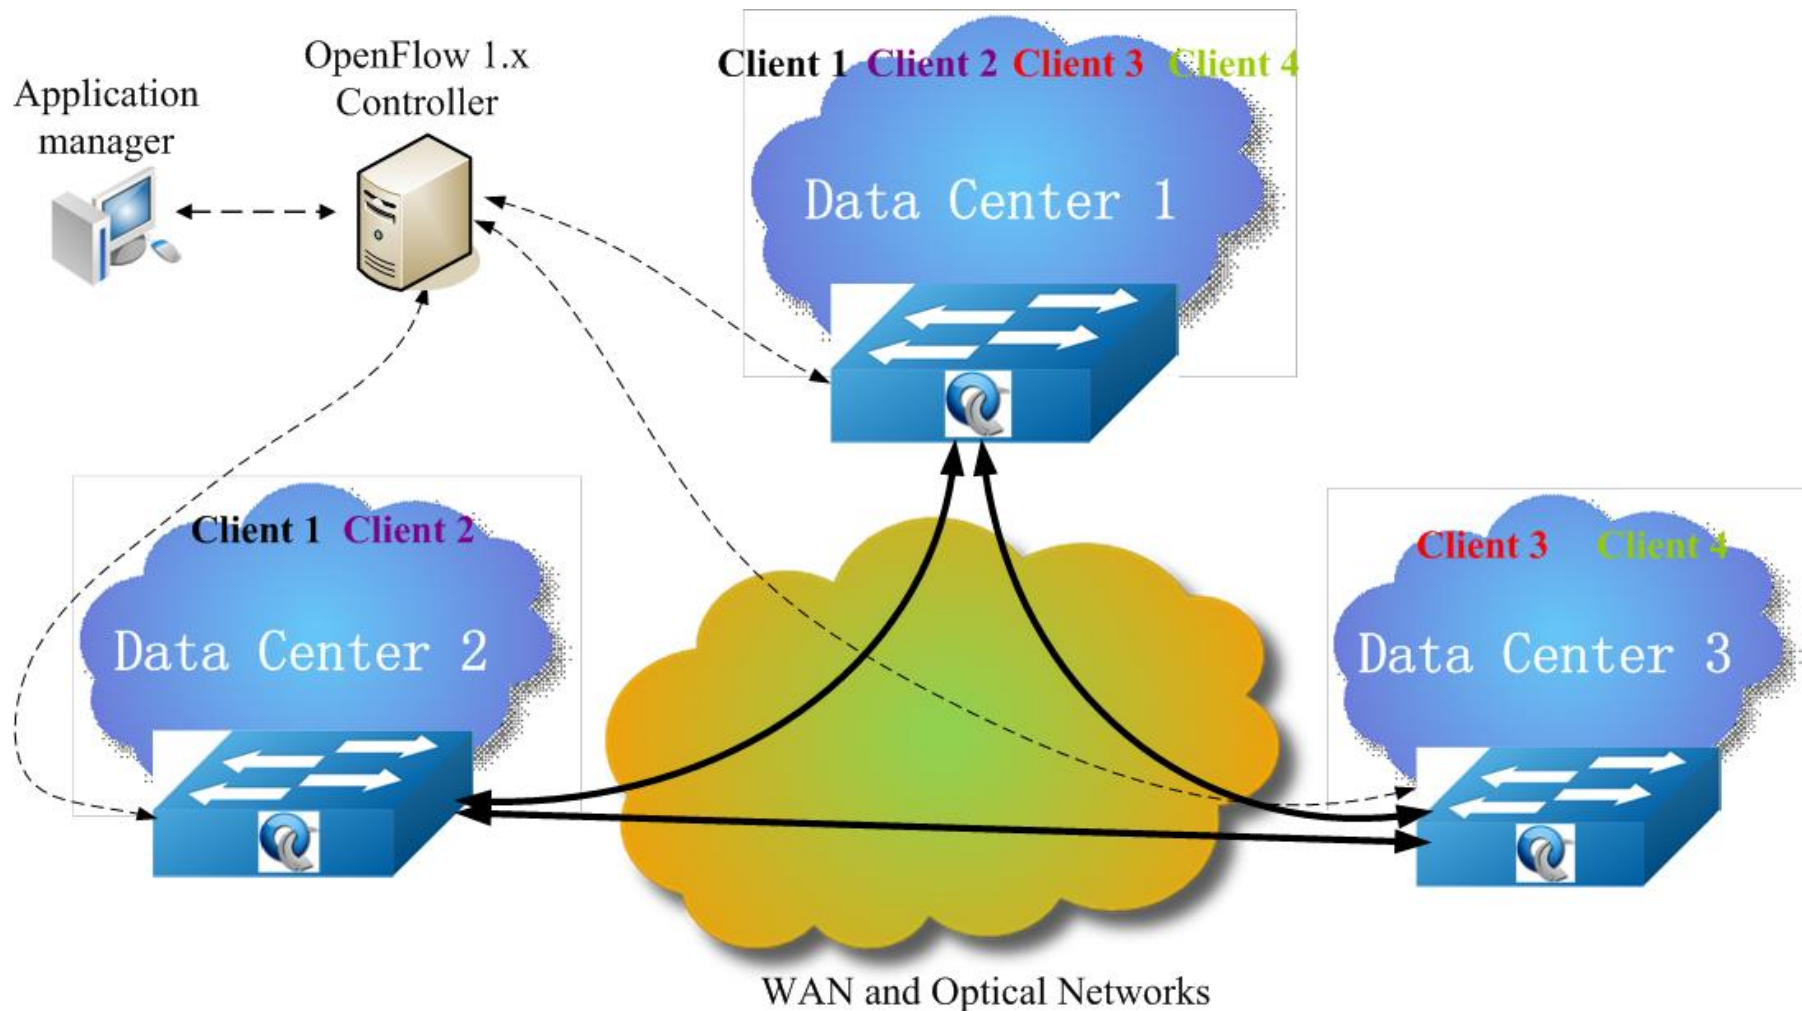 OpenFlow 1.x
Controller
Application
manager
Client 1 Client 2 Client 3 Client 4
Data Center 1
Client 1 Client 2
Data Center 2
Client 3 Client 4
Data Center 3
WAN and Optical Networks